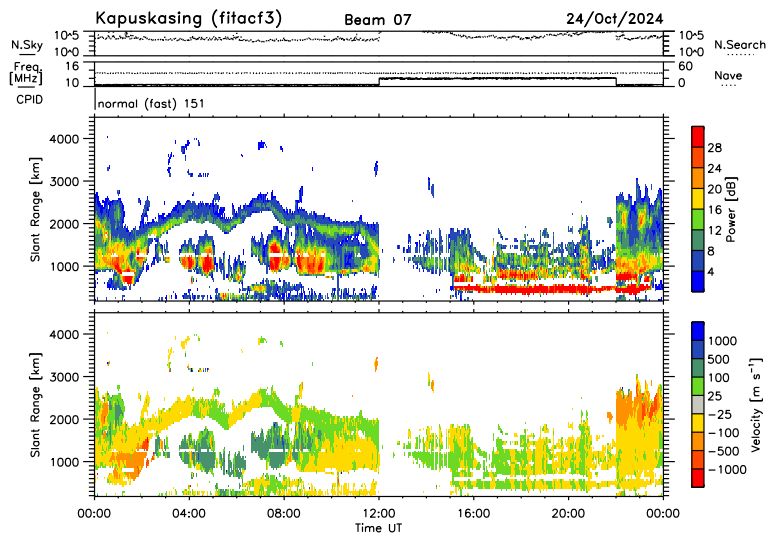 Kapuskasing (fitacf3) Beam 07 24/Oct/2024
N.Sky 10^5 10^0 10^5 10^0 N.Search
Freq. [MHz] 16 10 60 0 Nave
CPID normal (fast) 151
Slant Range [km] 4000 3000 2000 1000
Power [dB] 28 24 20 16 12 8 4
Slant Range [km] 4000 3000 2000 1000
Velocity [m s⁻¹] 1000 500 100 25 −25 −100 −500 −1000
00:00 04:00 08:00 12:00 16:00 20:00 00:00
Time UT